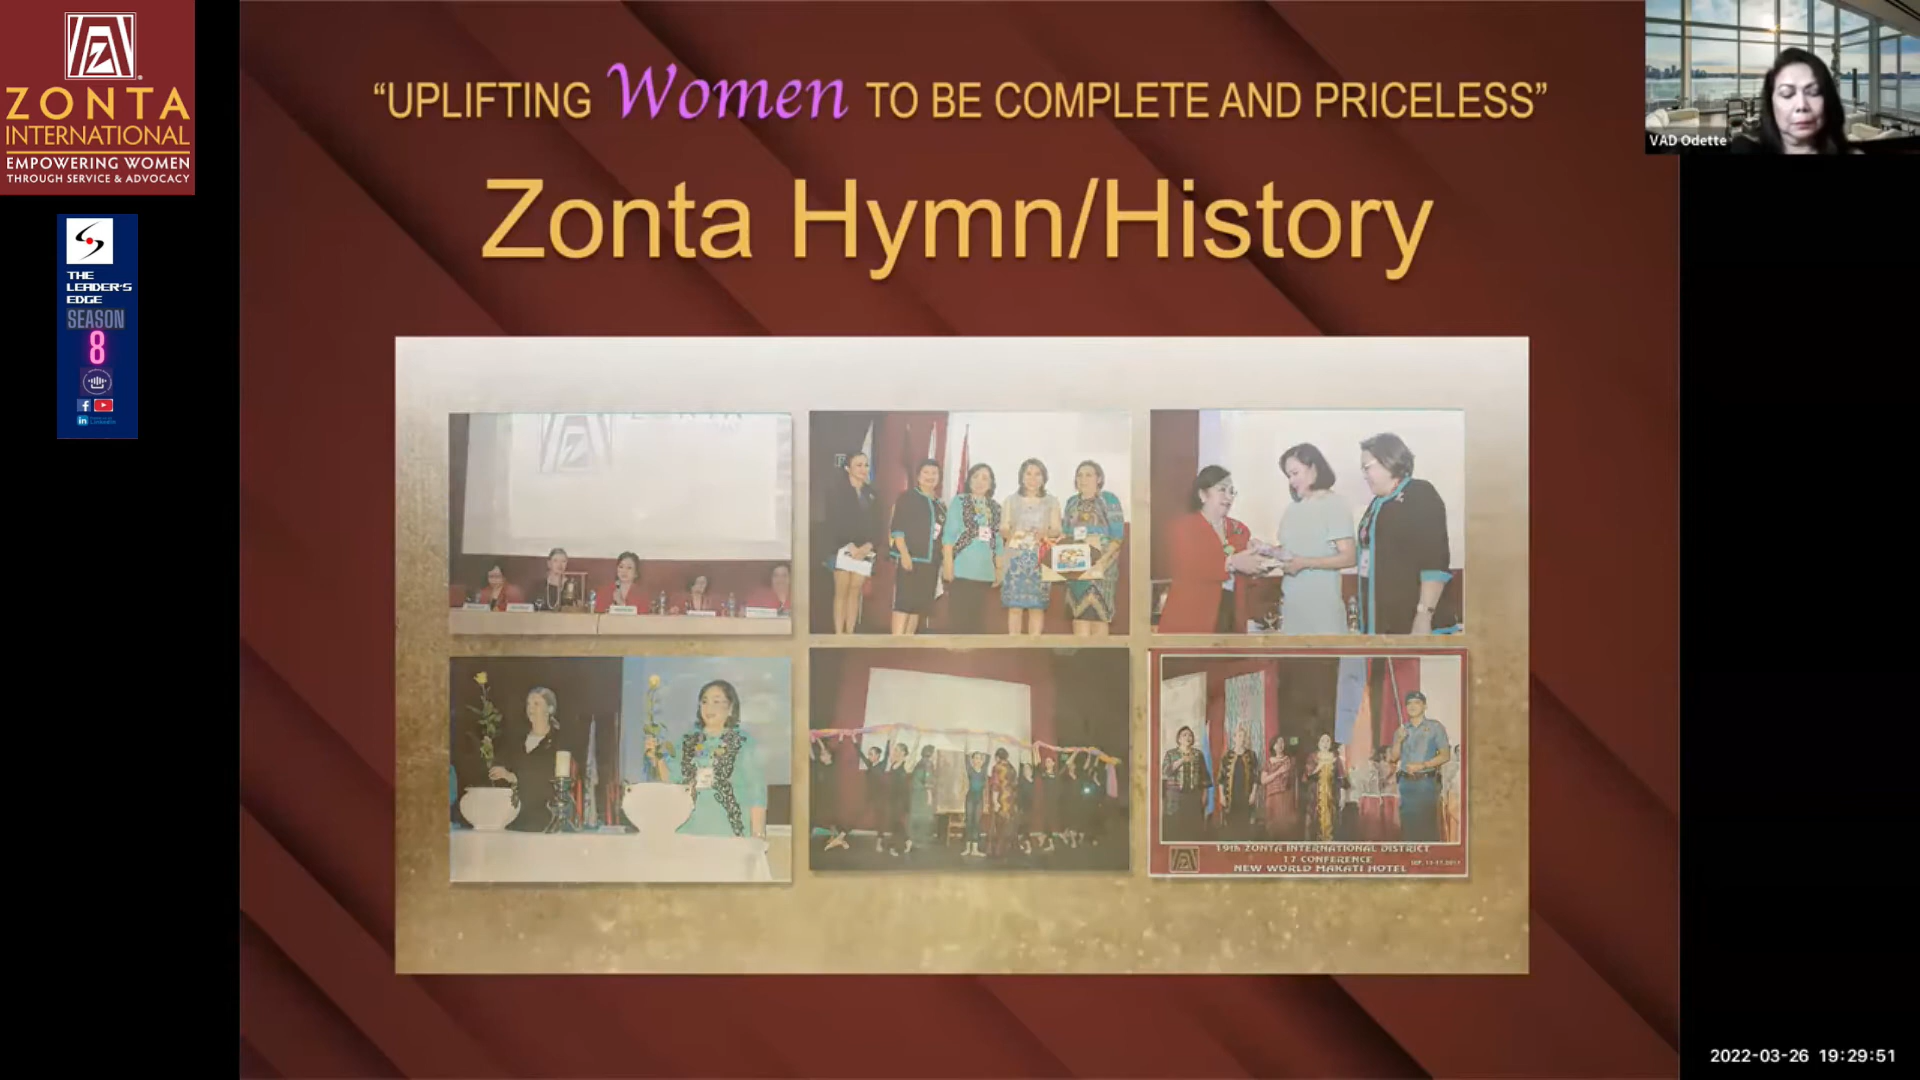 ZONTA
INTERNATIONAL
EMPOWERING WOMEN
THROUGH SERVICE & ADVOCACY
THE
LEADER'S
EDGE
SEASON
8
"UPLIFTING Women TO BE COMPLETE AND PRICELESS"
Zonta Hymn/History
19th ZONTA INTERNATIONAL DISTRICT
17 CONFERENCE
NEW WORLD MAKATI HOTEL
VAD Odette
2022-03-26 19:29:51